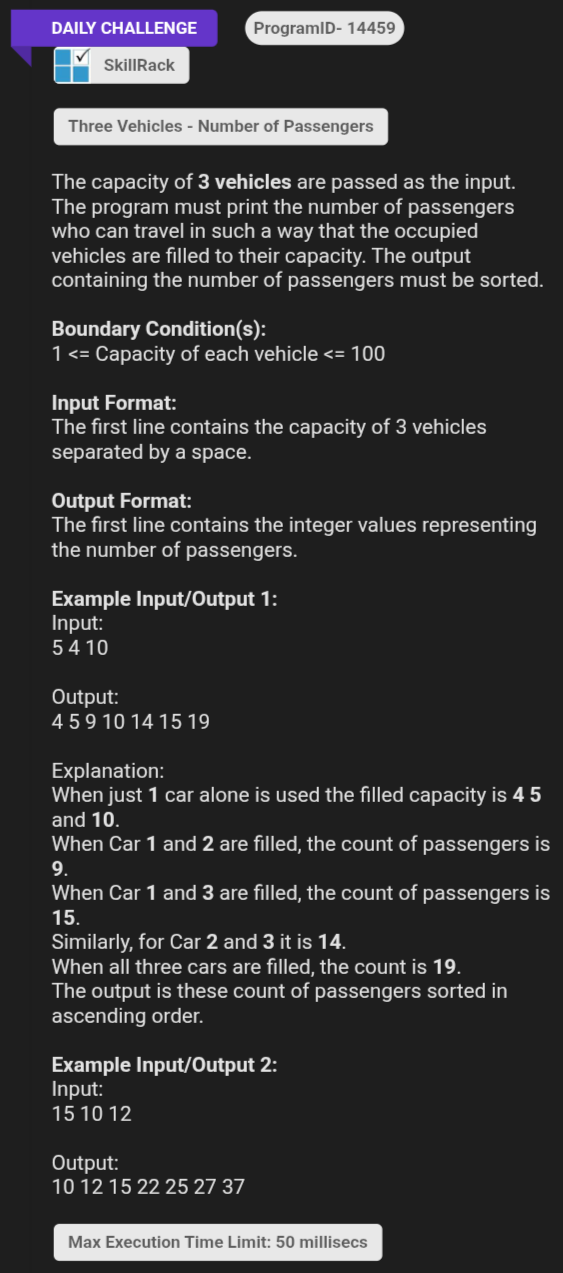 DAILY CHALLENGE
ProgramID- 14459
SkillRack
Three Vehicles - Number of Passengers
The capacity of 3 vehicles are passed as the input.
The program must print the number of passengers
who can travel in such a way that the occupied
vehicles are filled to their capacity. The output
containing the number of passengers must be sorted.
Boundary Condition(s):
1 <= Capacity of each vehicle <= 100
Input Format:
The first line contains the capacity of 3 vehicles
separated by a space.
Output Format:
The first line contains the integer values representing
the number of passengers.
Example Input/Output 1:
Input:
5 4 10
Output:
4 5 9 10 14 15 19
Explanation:
When just 1 car alone is used the filled capacity is 4 5
and 10.
When Car 1 and 2 are filled, the count of passengers is
9.
When Car 1 and 3 are filled, the count of passengers is
15.
Similarly, for Car 2 and 3 it is 14.
When all three cars are filled, the count is 19.
The output is these count of passengers sorted in
ascending order.
Example Input/Output 2:
Input:
15 10 12
Output:
10 12 15 22 25 27 37
Max Execution Time Limit: 50 millisecs